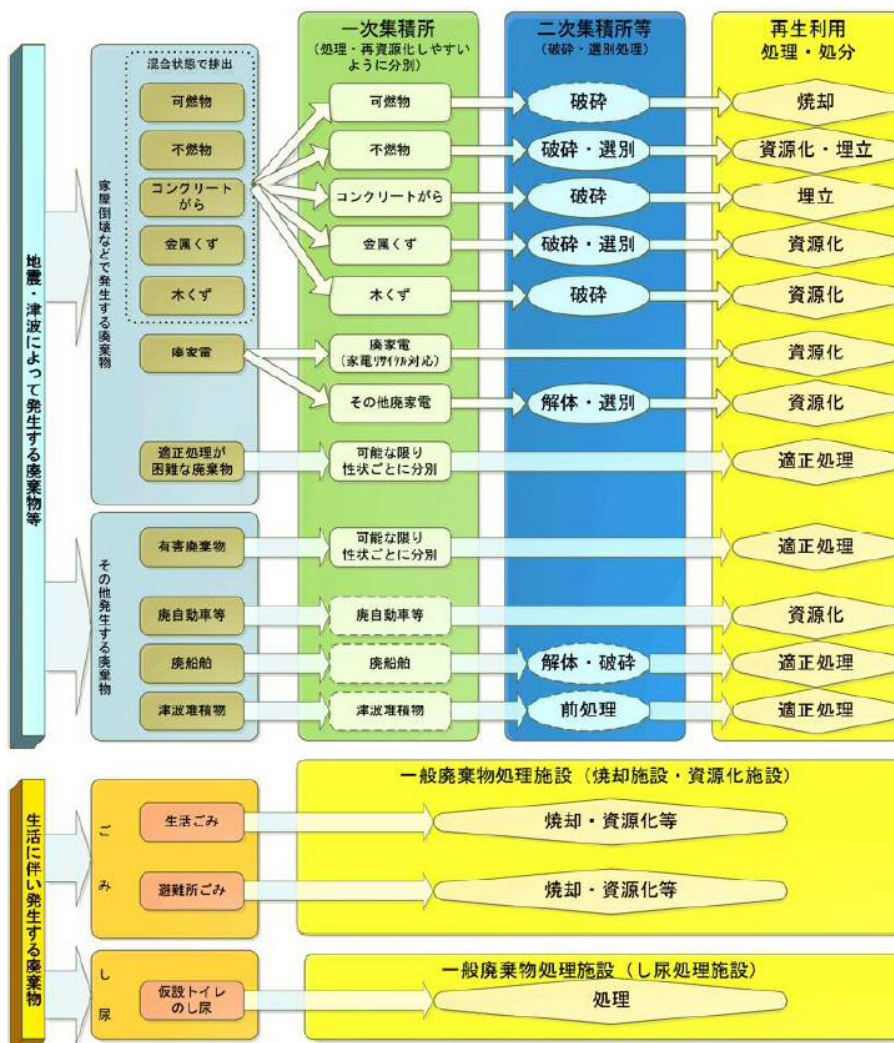 一次集積所
(処理・再資源化しやすい
ように分別)
二次集積所等
(破砕・選別処理)
再生利用
処理・処分
地震・津波によって発生する廃棄物等
家屋倒壊などで発生する廃棄物
混合状態で排出
可燃物
可燃物
破砕
焼却
不燃物
不燃物
破砕・選別
資源化・埋立
コンクリート
がら
コンクリートがら
破砕
埋立
金属くず
金属くず
破砕・選別
資源化
木くず
木くず
破砕
資源化
廃家電
廃家電
(家電リサイクル対応)
資源化
その他廃家電
解体・選別
資源化
適正処理が
困難な廃棄物
可能な限り
性状ごとに分別
適正処理
その他発生する廃棄物
有害廃棄物
可能な限り
性状ごとに分別
適正処理
廃自動車等
廃自動車等
資源化
廃船舶
廃船舶
解体・破砕
適正処理
津波堆積物
津波堆積物
前処理
適正処理
生活に伴い発生する廃棄物
ごみ
一般廃棄物処理施設(焼却施設・資源化施設)
生活ごみ
焼却・資源化等
避難所ごみ
焼却・資源化等
し尿
一般廃棄物処理施設(し尿処理施設)
仮設トイレ
のし尿
処理